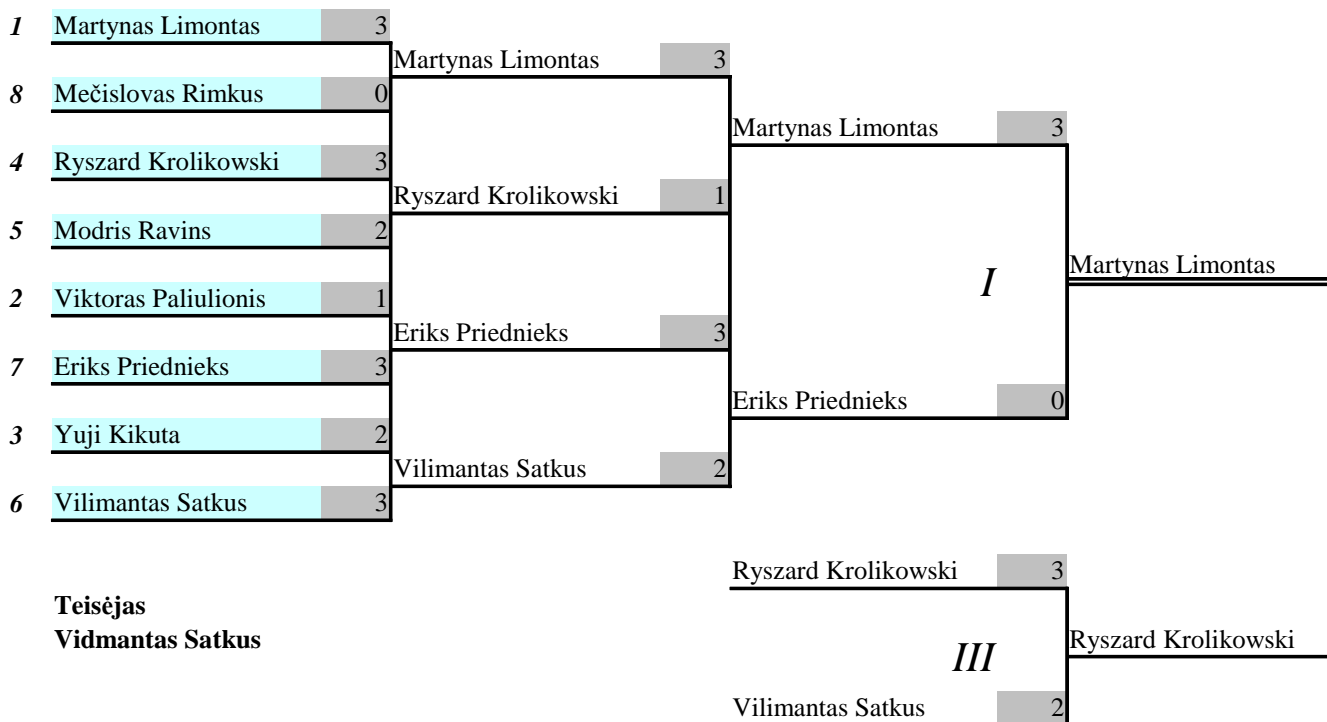 1 Martynas Limontas 3
Martynas Limontas 3
8 Mečislovas Rimkus 0
Martynas Limontas 3
4 Ryszard Krolikowski 3
Ryszard Krolikowski 1
5 Modris Ravins 2
I Martynas Limontas
2 Viktoras Paliulionis 1
Eriks Priednieks 3
7 Eriks Priednieks 3
Eriks Priednieks 0
3 Yuji Kikuta 2
Vilimantas Satkus 2
6 Vilimantas Satkus 3
Ryszard Krolikowski 3
Teisėjas
Vidmantas Satkus
III Ryszard Krolikowski
Vilimantas Satkus 2